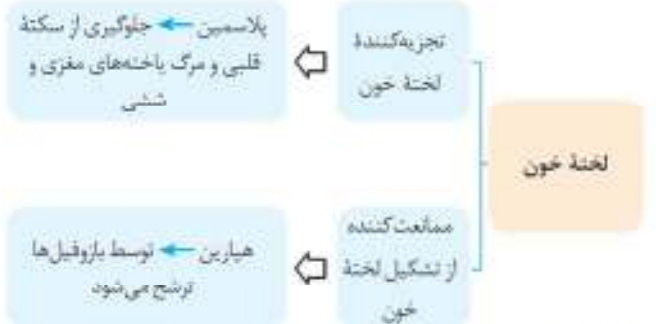 لختهٔ خون
تجزیه‌کنندهٔ
لختهٔ خون
پلاسمین ← جلوگیری از سکتهٔ
قلبی و مرگ یاخته‌های مغزی و
ششی
ممانعت‌کننده
از تشکیل لختهٔ
خون
هپارین ← توسط بازوفیل‌ها
ترشح می‌شود